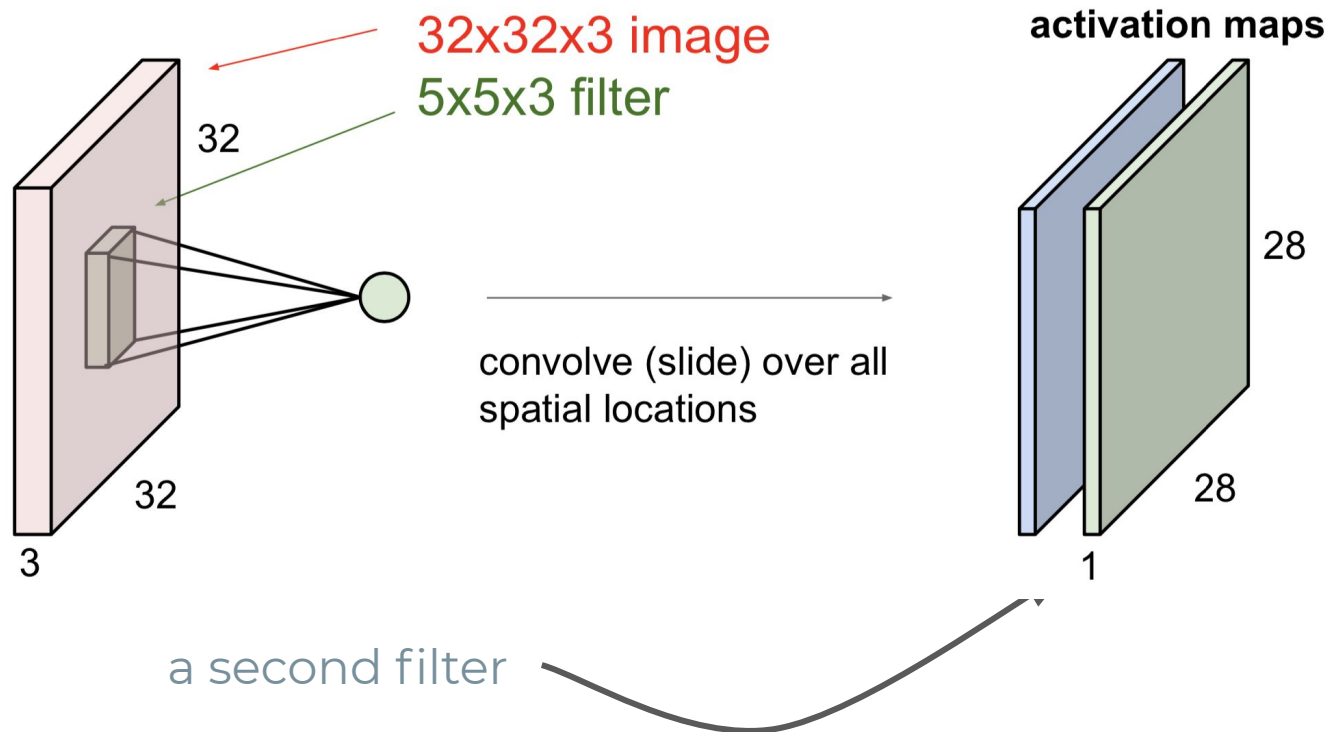 32x32x3 image
5x5x3 filter
32
32
3
convolve (slide) over all
spatial locations
activation maps
28
28
1
a second filter